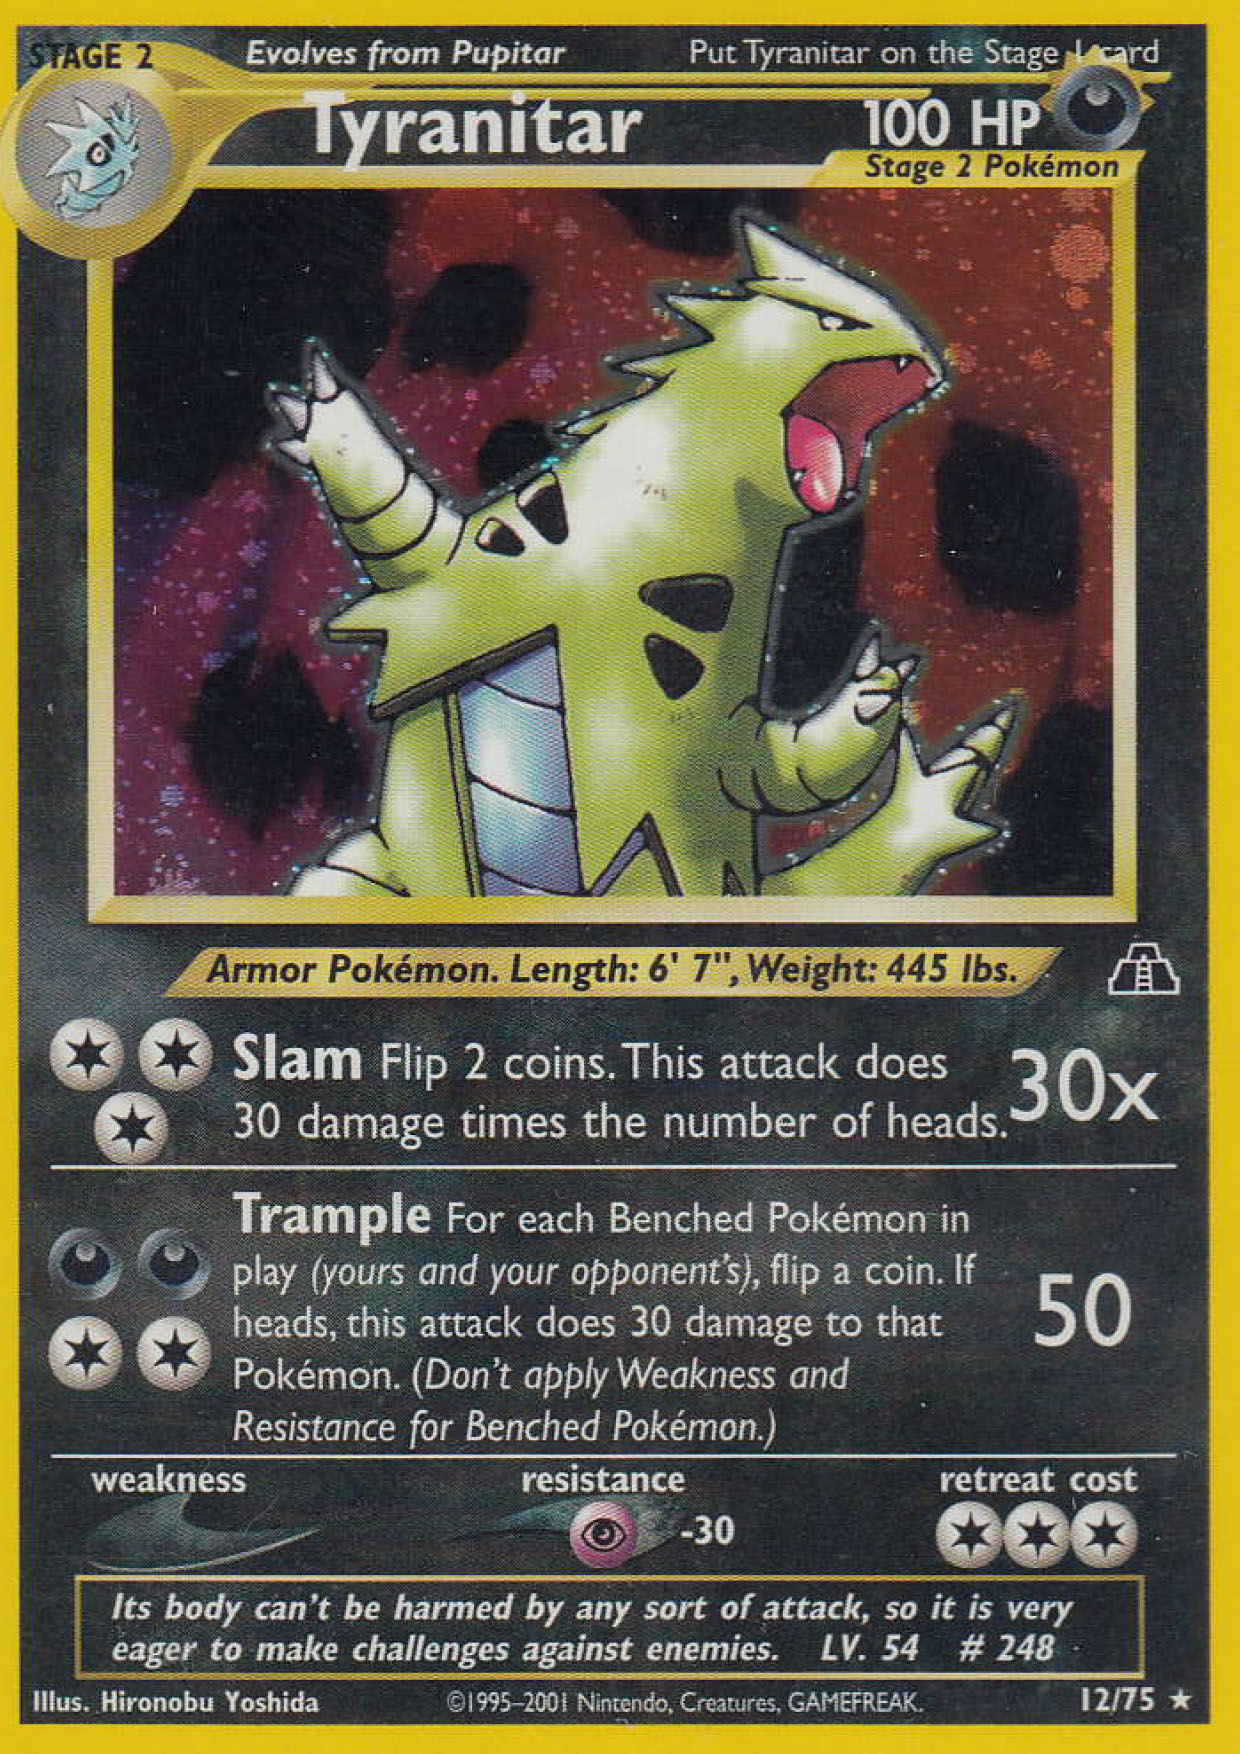 STAGE 2 Evolves from Pupitar Put Tyranitar on the Stage 1 card
Tyranitar 100 HP
Stage 2 Pokémon
Armor Pokémon. Length: 6' 7", Weight: 445 lbs.
Slam Flip 2 coins. This attack does
30 damage times the number of heads. 30x
Trample For each Benched Pokémon in
play (yours and your opponent's), flip a coin. If
heads, this attack does 30 damage to that 50
Pokémon. (Don't apply Weakness and
Resistance for Benched Pokémon.)
weakness resistance retreat cost
-30
Its body can't be harmed by any sort of attack, so it is very
eager to make challenges against enemies. LV. 54 # 248
Illus. Hironobu Yoshida ©1995–2001 Nintendo, Creatures, GAMEFREAK. 12/75 ★